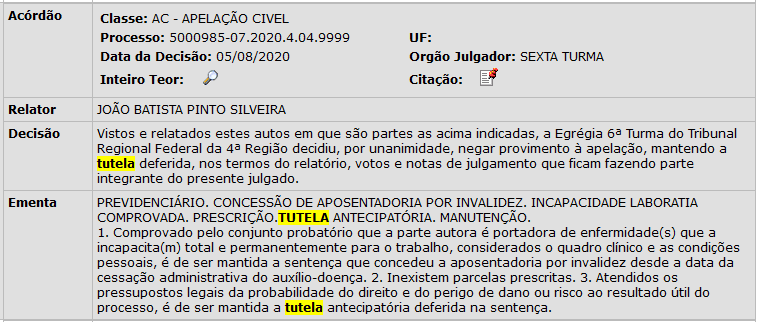 Acórdão
Classe: AC - APELAÇÃO CIVEL
Processo: 5000985-07.2020.4.04.9999 UF:
Data da Decisão: 05/08/2020 Orgão Julgador: SEXTA TURMA
Inteiro Teor: Citação:
Relator JOÃO BATISTA PINTO SILVEIRA
Decisão Vistos e relatados estes autos em que são partes as acima indicadas, a Egrégia 6ª Turma do Tribunal
Regional Federal da 4ª Região decidiu, por unanimidade, negar provimento à apelação, mantendo a
tutela deferida, nos termos do relatório, votos e notas de julgamento que ficam fazendo parte
integrante do presente julgado.
Ementa PREVIDENCIÁRIO. CONCESSÃO DE APOSENTADORIA POR INVALIDEZ. INCAPACIDADE LABORATIA
COMPROVADA. PRESCRIÇÃO.TUTELA ANTECIPATÓRIA. MANUTENÇÃO.
1. Comprovado pelo conjunto probatório que a parte autora é portadora de enfermidade(s) que a
incapacita(m) total e permanentemente para o trabalho, considerados o quadro clínico e as condições
pessoais, é de ser mantida a sentença que concedeu a aposentadoria por invalidez desde a data da
cessação administrativa do auxílio-doença. 2. Inexistem parcelas prescritas. 3. Atendidos os
pressupostos legais da probabilidade do direito e do perigo de dano ou risco ao resultado útil do
processo, é de ser mantida a tutela antecipatória deferida na sentença.